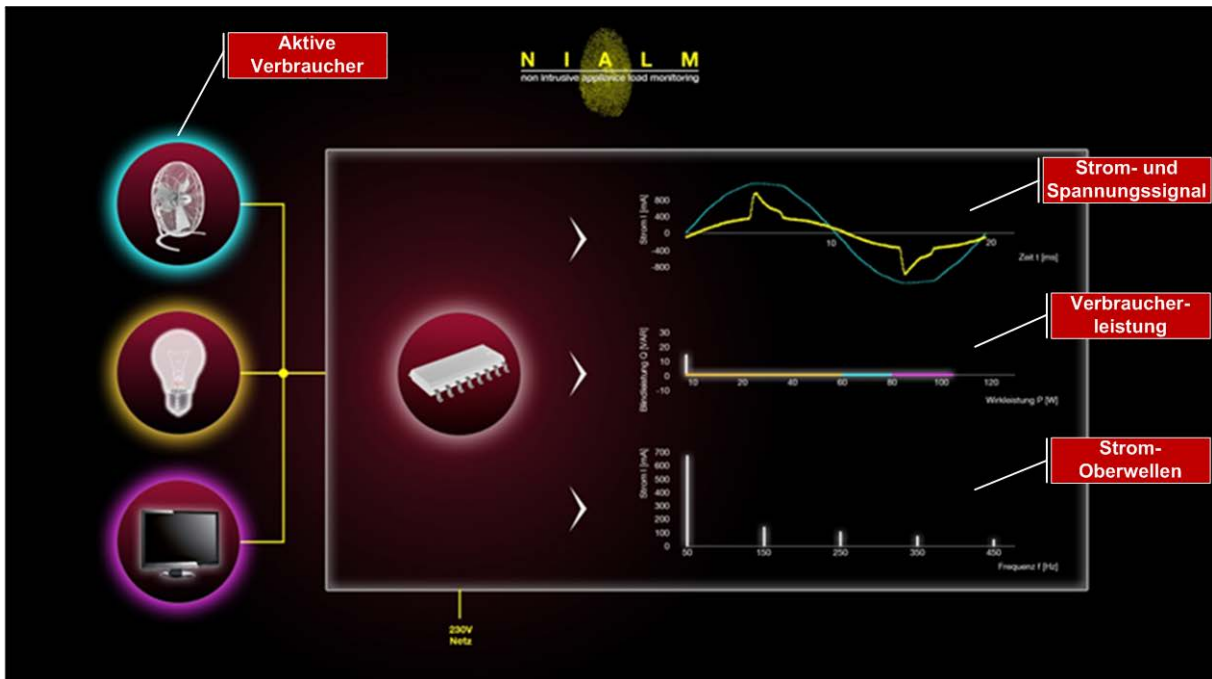 Aktive
Verbraucher
N I A L M
non intrusive appliance load monitoring
Strom- und
Spannungssignal
Strom I [mA]
800
400
0
-400
-800
10
20
Zeit t [ms]
Verbraucher-
leistung
Blindleistung Q [VAR]
30
20
10
0
-10
10 20 40 60 80 100 120
Wirkleistung P [W]
Strom-
Oberwellen
Strom I [mA]
700
600
500
400
300
200
100
0
50 150 250 350 450
Frequenz f [Hz]
230V
Netz